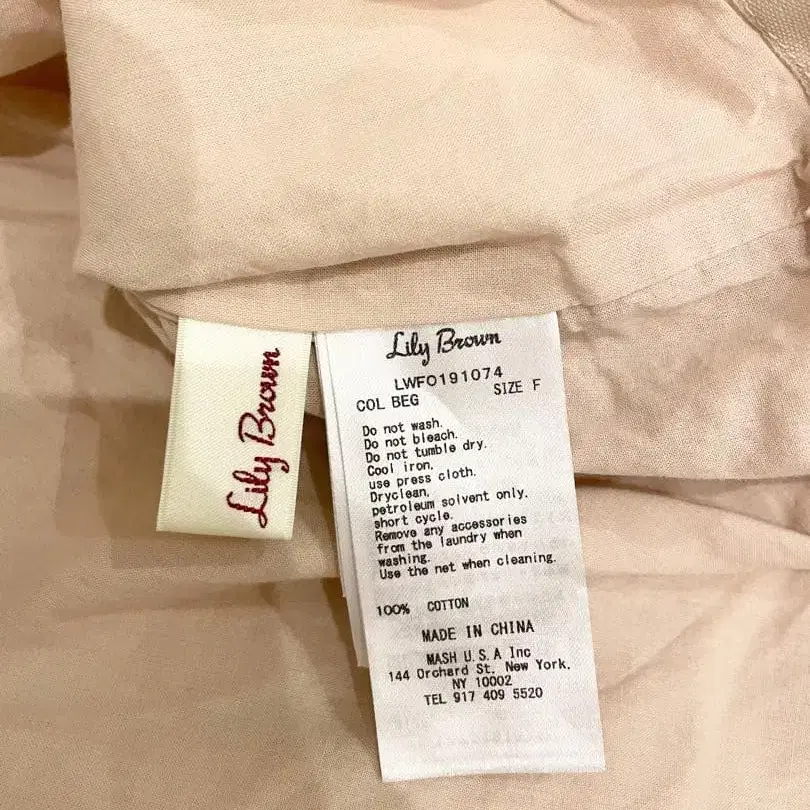 Lily Brown
Lily Brown
LWFO191074
COL BEG SIZE F
Do not wash.
Do not bleach.
Do not tumble dry.
Cool iron,
use press cloth.
Dryclean,
petroleum solvent only.
short cycle.
Remove any accessories
from the laundry when
washing.
Use the net when cleaning.
100% COTTON
MADE IN CHINA
MASH U.S.A Inc
144 Orchard St. New York.
NY 10002
TEL 917 409 5520